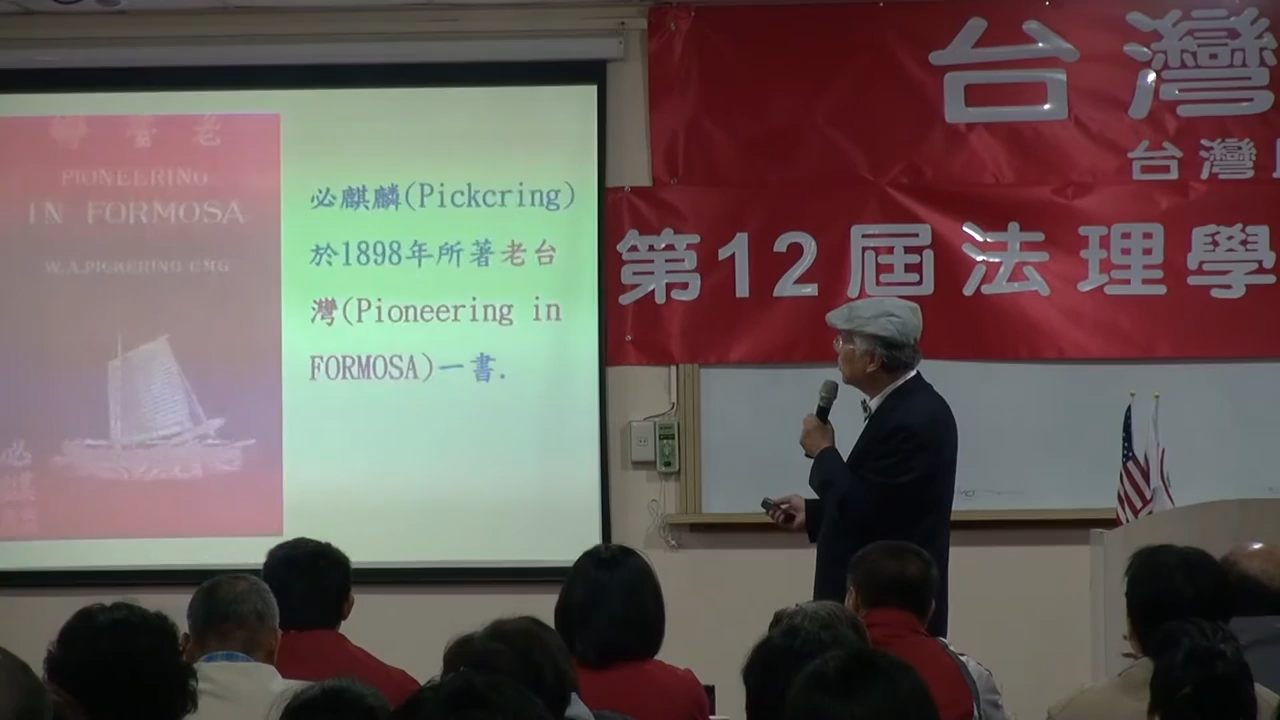 老臺灣
PIONEERING
IN FORMOSA
W.A.PICKERING C.M.G.
必麒麟(Pickcring)
於1898年所著老台
灣(Pioneering in
FORMOSA)一書.
台灣
台灣
第12屆法理學